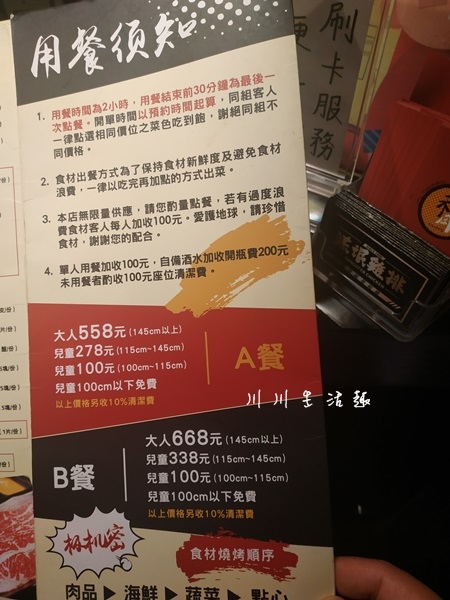 用餐須知
1. 用餐時間為2小時，用餐結束前30分鐘為最後一
次點餐。開單時間以預約時間起算，同組客人
一律點選相同價位之菜色吃到飽，謝絕同組不
同價格。
2. 食材出餐方式為了保持食材新鮮度及避免食材
浪費，一律以吃完再加點的方式出菜。
3. 本店無限量供應，請您酌量點餐，若有過度浪
費食材客人每人加收100元。愛護地球，請珍惜
食材，謝謝您的配合。
4. 單人用餐加收100元，自備酒水加收開瓶費200元
未用餐者酌收100元座位清潔費。
大人558元 (145cm以上)
兒童278元 (115cm~145cm)
兒童100元 (100cm~115cm)
兒童100cm以下免費
以上價格另收10%清潔費
A餐
川川生活趣
B餐
大人668元 (145cm以上)
兒童338元 (115cm~145cm)
兒童100元 (100cm~115cm)
兒童100cm以下免費
以上價格另收10%清潔費
極機密
食材燒烤順序
肉品▶海鮮▶蔬菜▶點心
刷卡服務